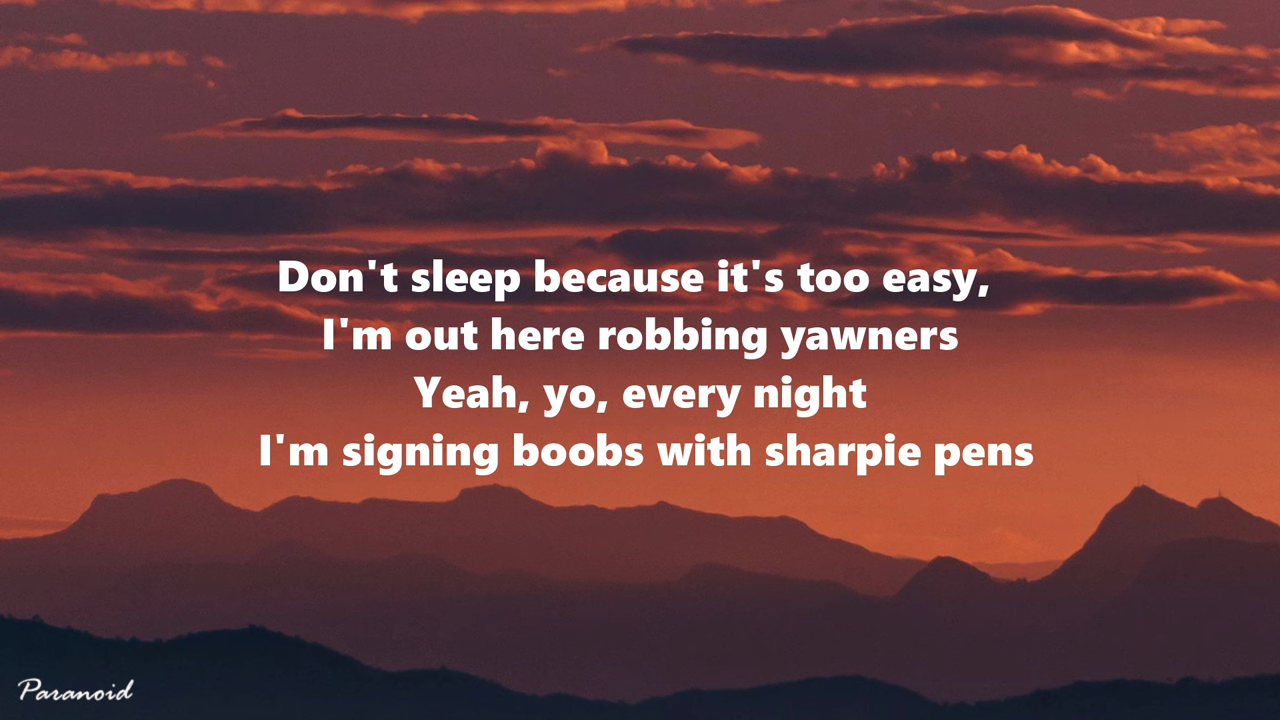 Don't sleep because it's too easy,
I'm out here robbing yawners
Yeah, yo, every night
I'm signing boobs with sharpie pens
Paranoid